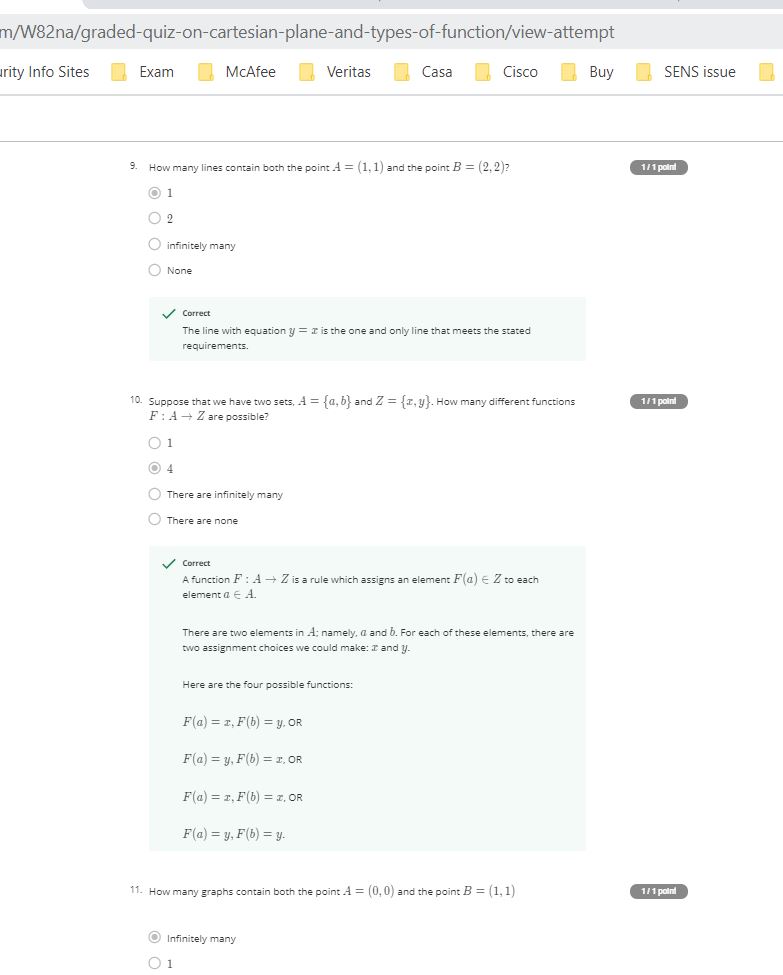 m/W82na/graded-quiz-on-cartesian-plane-and-types-of-function/view-attempt
urity Info Sites Exam McAfee Veritas Casa Cisco Buy SENS issue
9. How many lines contain both the point A = (1, 1) and the point B = (2, 2)? 1 / 1 point
1
2
infinitely many
None
Correct
The line with equation y = x is the one and only line that meets the stated
requirements.
10. Suppose that we have two sets, A = {a, b} and Z = {x, y}. How many different functions 1 / 1 point
F : A → Z are possible?
1
4
There are infinitely many
There are none
Correct
A function F : A → Z is a rule which assigns an element F(a) ∈ Z to each
element a ∈ A.
There are two elements in A; namely, a and b. For each of these elements, there are
two assignment choices we could make: x and y.
Here are the four possible functions:
F(a) = x, F(b) = y, OR
F(a) = y, F(b) = x, OR
F(a) = x, F(b) = x, OR
F(a) = y, F(b) = y.
11. How many graphs contain both the point A = (0, 0) and the point B = (1, 1) 1 / 1 point
Infinitely many
1